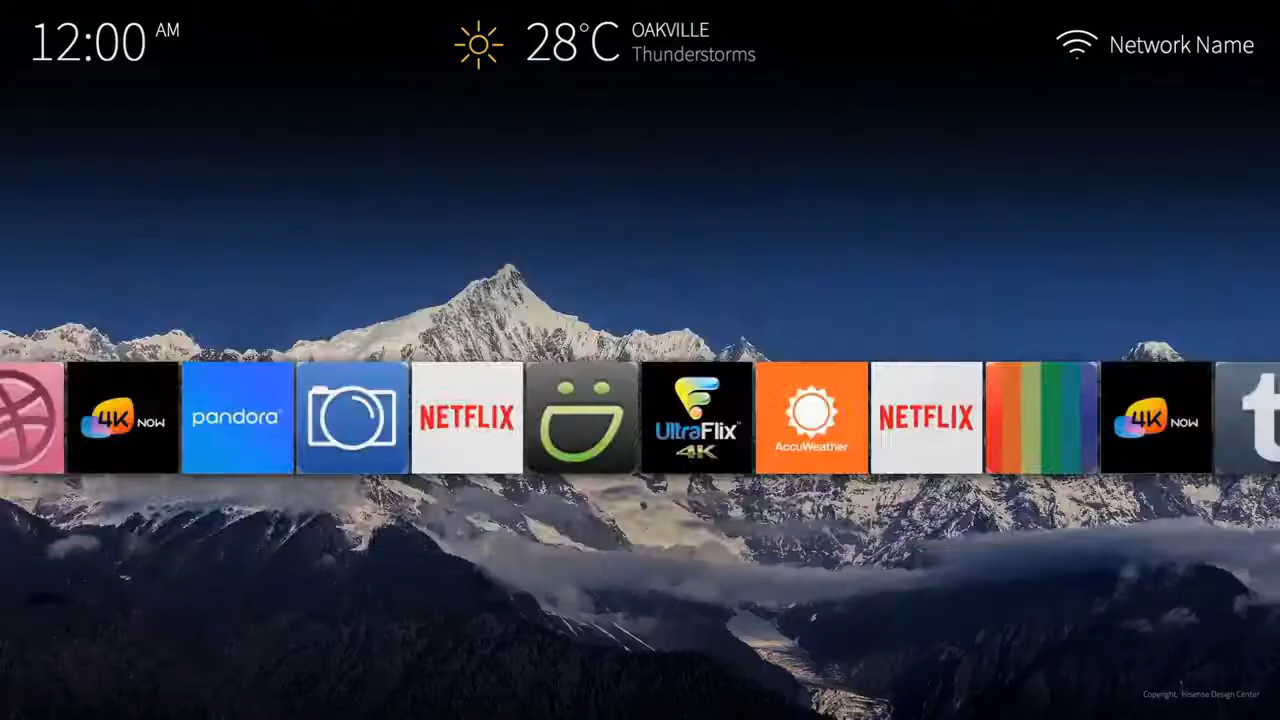 12:00 AM
28°C
OAKVILLE
Thunderstorms
Network Name
4K NOW
pandora
NETFLIX
UltraFlix
4K
AccuWeather
NETFLIX
4K NOW
t
Copyright, Hisense Design Center